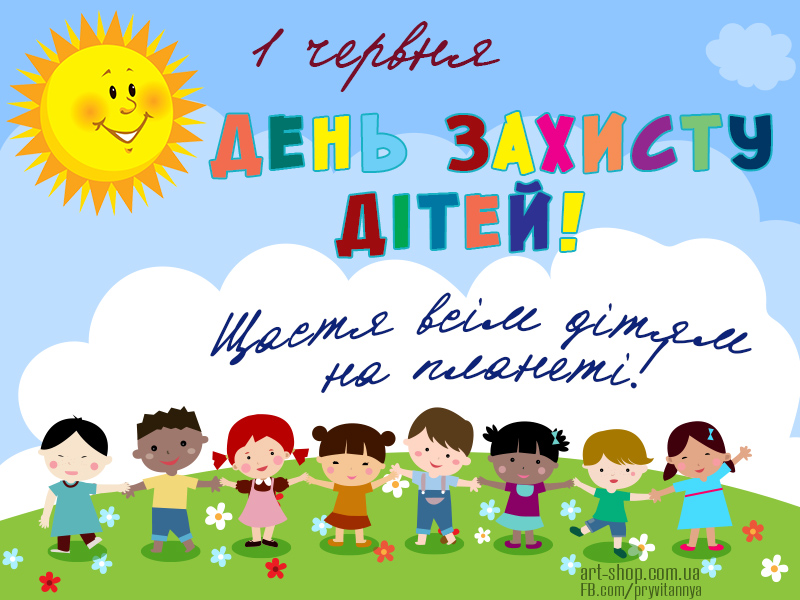 1 червня
ДЕНЬ ЗАХИСТУ
ДІТЕЙ!
Щастя всім дітям
на планеті!
art-shop.com.ua
FB.com/pryvitannya